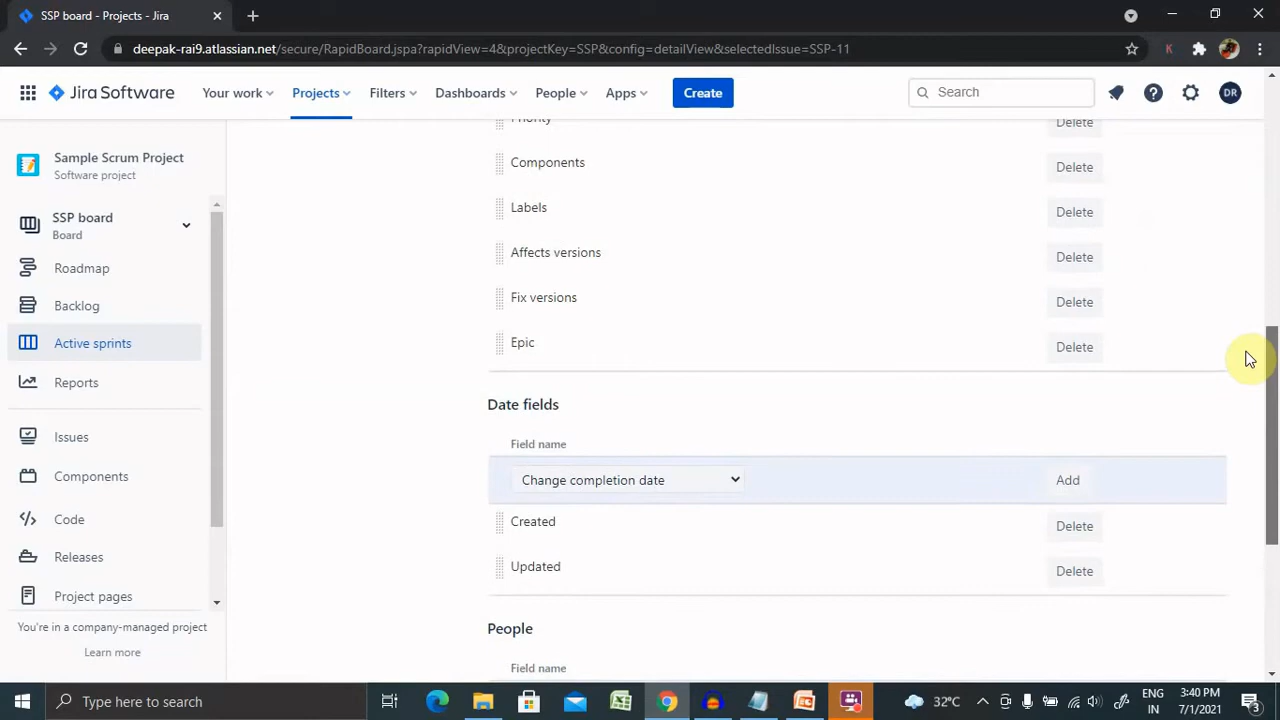 SSP board - Projects - Jira
deepak-rai9.atlassian.net/secure/RapidBoard.jspa?rapidView=4&projectKey=SSP&config=detailView&selectedIssue=SSP-11
K
Jira Software
Your work
Projects
Filters
Dashboards
People
Apps
Create
Search
DR
Sample Scrum Project
Software project
SSP board
Board
Roadmap
Backlog
Active sprints
Reports
Issues
Components
Code
Releases
Project pages
You're in a company-managed project
Learn more
Priority Delete
Components Delete
Labels Delete
Affects versions Delete
Fix versions Delete
Epic Delete
Date fields
Field name
Change completion date Add
Created Delete
Updated Delete
People
Field name
Type here to search
32°C
ENG
IN
3:40 PM
7/1/2021
3